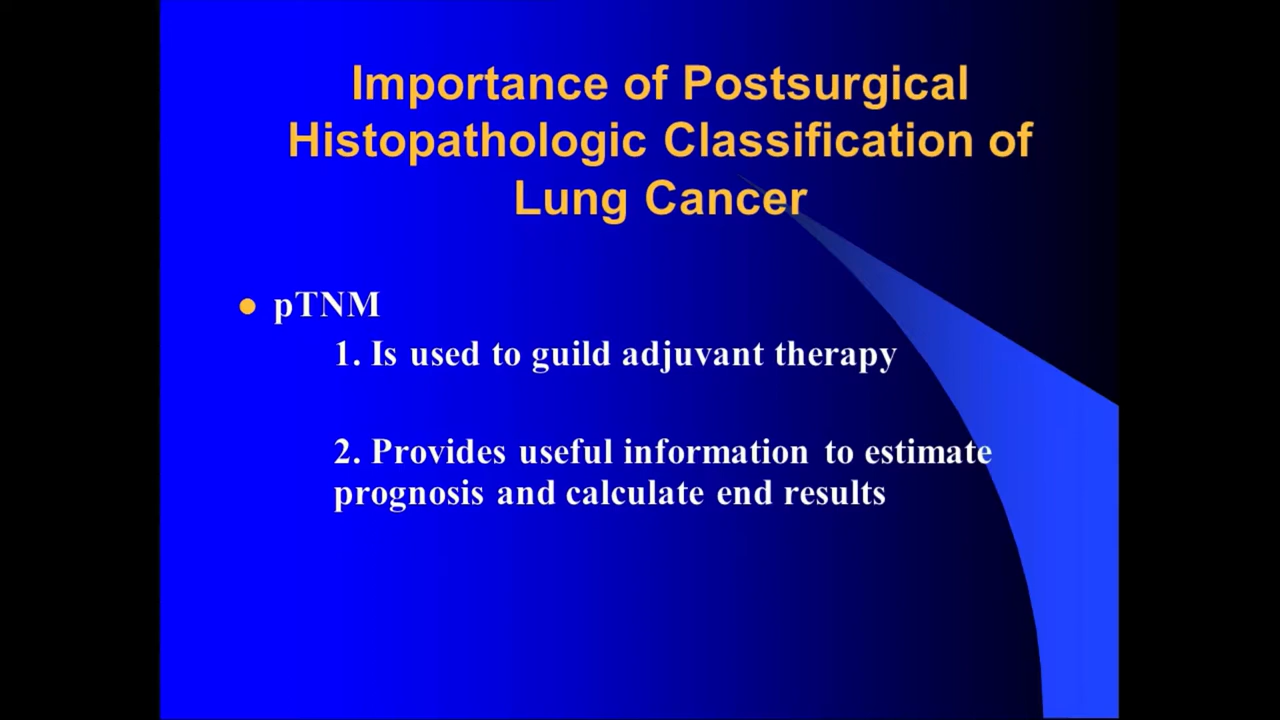 Importance of Postsurgical
Histopathologic Classification of
Lung Cancer
pTNM
1. Is used to guild adjuvant therapy
2. Provides useful information to estimate
prognosis and calculate end results